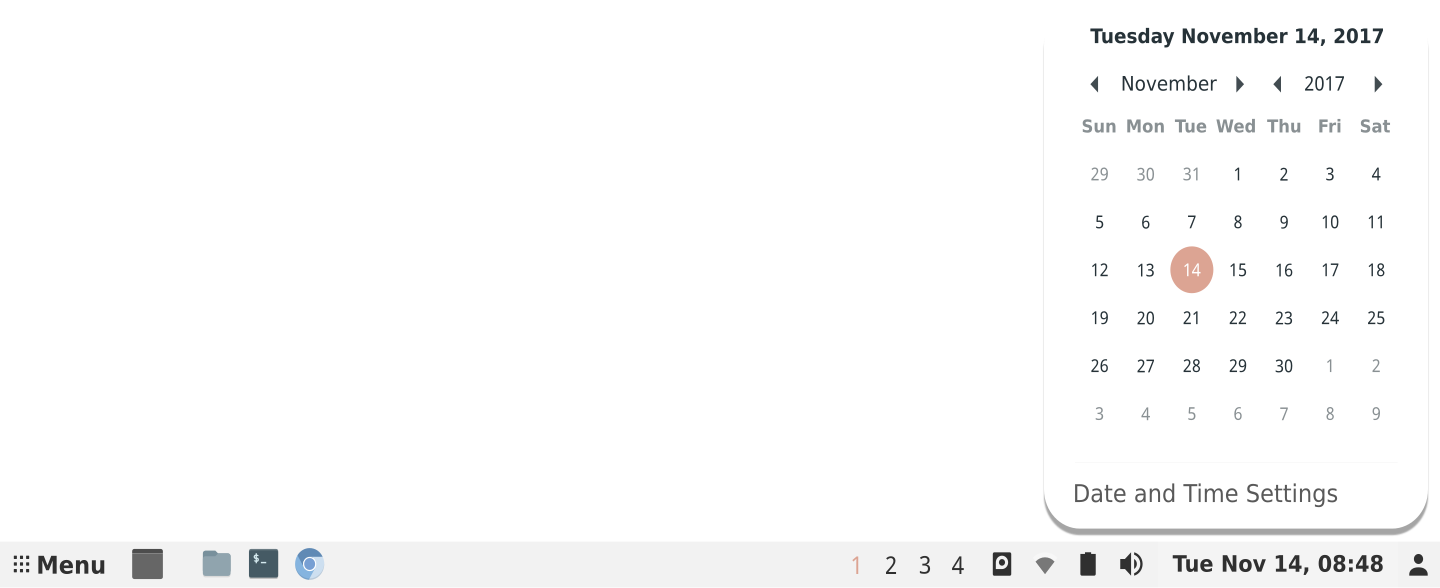 Tuesday November 14, 2017
November 2017
Sun Mon Tue Wed Thu Fri Sat
29 30 31 1 2 3 4
5 6 7 8 9 10 11
12 13 14 15 16 17 18
19 20 21 22 23 24 25
26 27 28 29 30 1 2
3 4 5 6 7 8 9
Date and Time Settings
Menu $_ 1 2 3 4 Tue Nov 14, 08:48